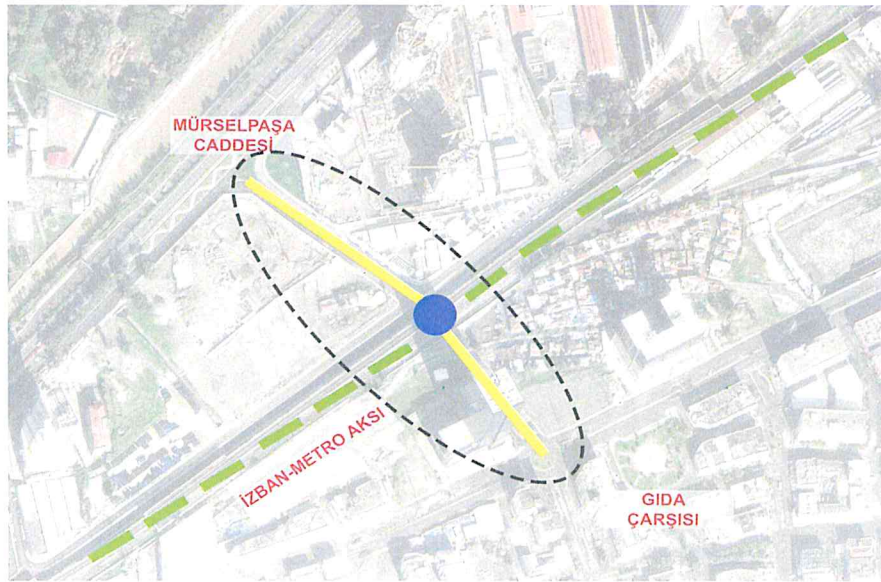 MÜRSELPAŞA
CADDESİ
İZBAN-METRO AKSI
GIDA
ÇARŞISI